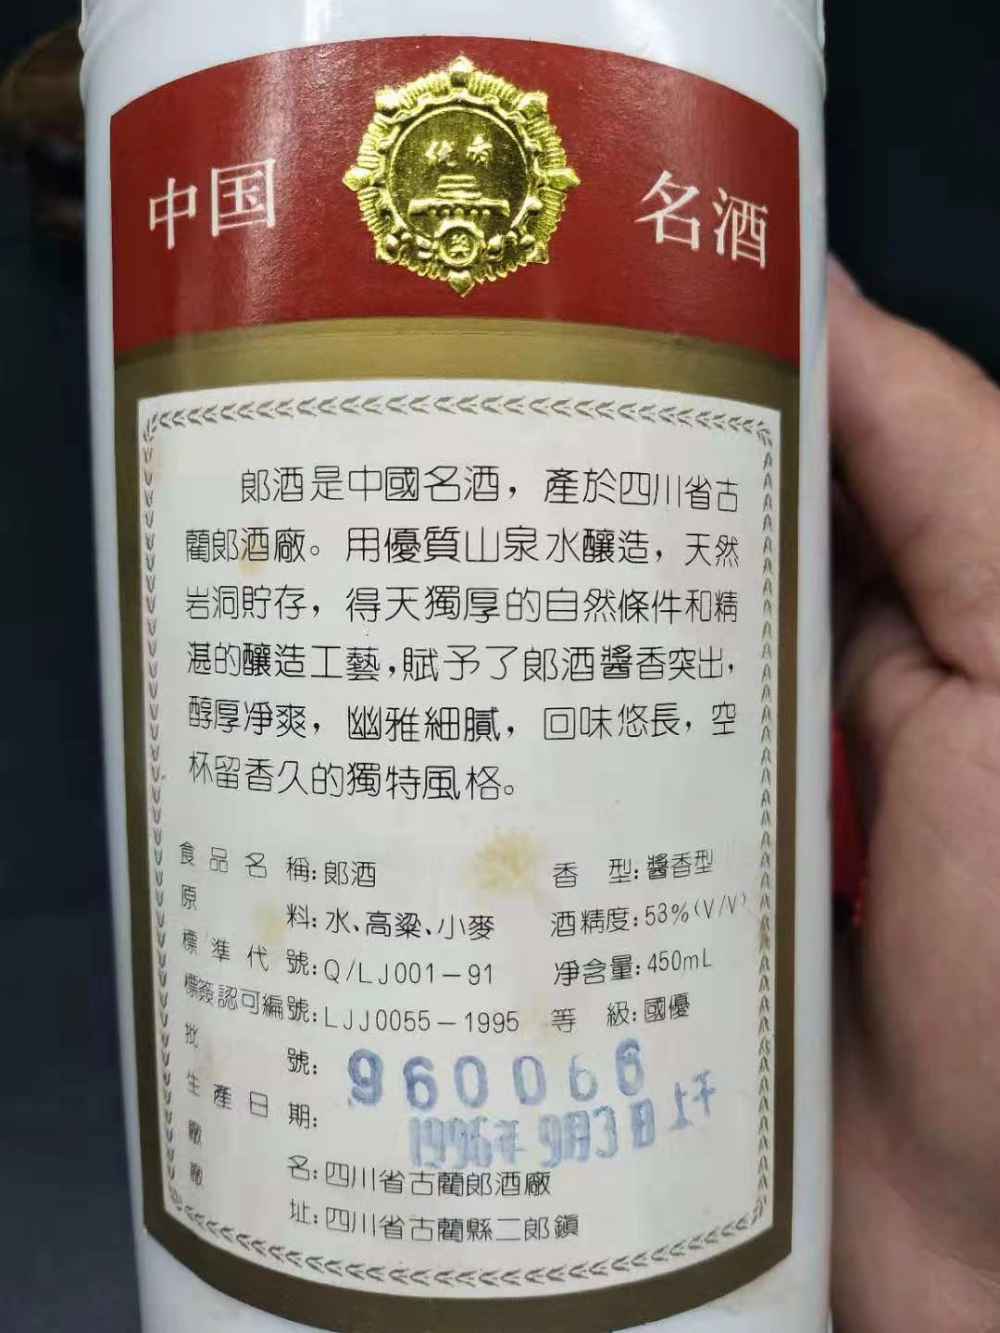 中国 名酒
郎酒是中國名酒，產於四川省古
藺郎酒廠。用優質山泉水釀造，天然
岩洞貯存，得天獨厚的自然條件和精
湛的釀造工藝，賦予了郎酒醬香突出，
醇厚凈爽，幽雅細膩，回味悠長，空
杯留香久的獨特風格。
食品名稱：郎酒 香型：醬香型
原料：水、高粱、小麥 酒精度：53%(V/V)
標準代號：Q/LJ001-91 凈含量：450mL
標簽認可編號：LJJ0055-1995 等級：國優
批號：960066
生產日期：1996年9月3日上午
廠名：四川省古藺郎酒廠
廠址：四川省古藺縣二郎鎮